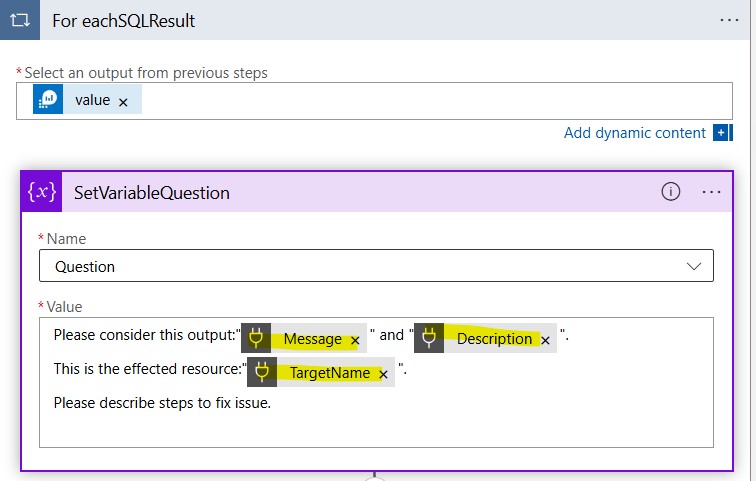 For eachSQLResult
...
* Select an output from previous steps
value ×
Add dynamic content +
{x} SetVariableQuestion
...
* Name
Question
* Value
Please consider this output:" Message × " and " Description × ".
This is the effected resource:" TargetName × ".
Please describe steps to fix issue.